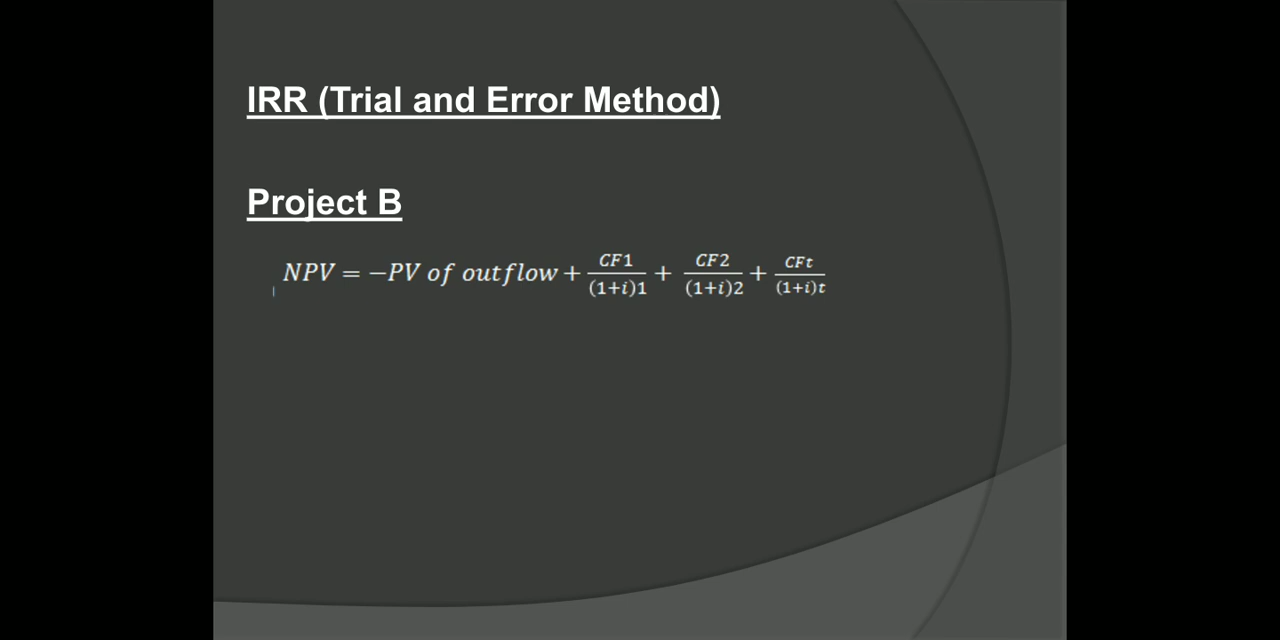 IRR (Trial and Error Method)
Project B
NPV = −PV of outflow + CF1/(1+i)1 + CF2/(1+i)2 + CFt/(1+i)t